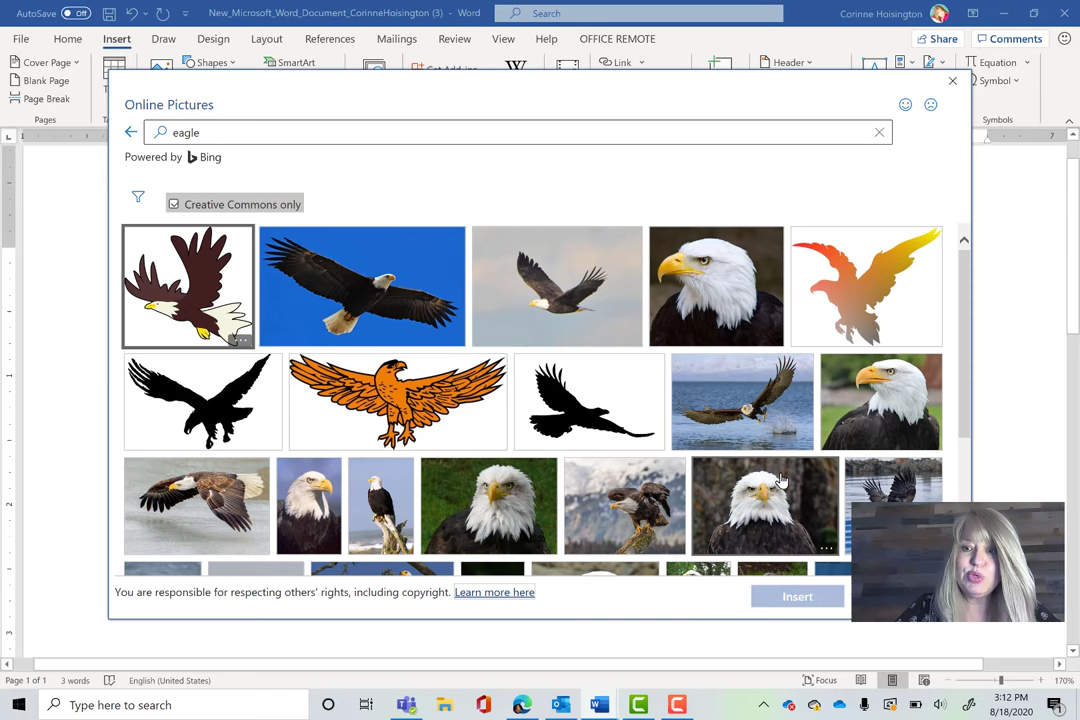 AutoSave Off New_Microsoft_Word_Document_CorinneHoisington (3) - Word Search Corinne Hoisington
File Home Insert Draw Design Layout References Mailings Review View Help OFFICE REMOTE Share Comments
Cover Page Shapes SmartArt Link Header Equation
Blank Page Symbol
Page Break
Pages Symbols
Online Pictures
eagle
Powered by Bing
Creative Commons only
You are responsible for respecting others' rights, including copyright. Learn more here Insert
Page 1 of 1 3 words English (United States) Focus 170%
Type here to search 3:12 PM
8/18/2020